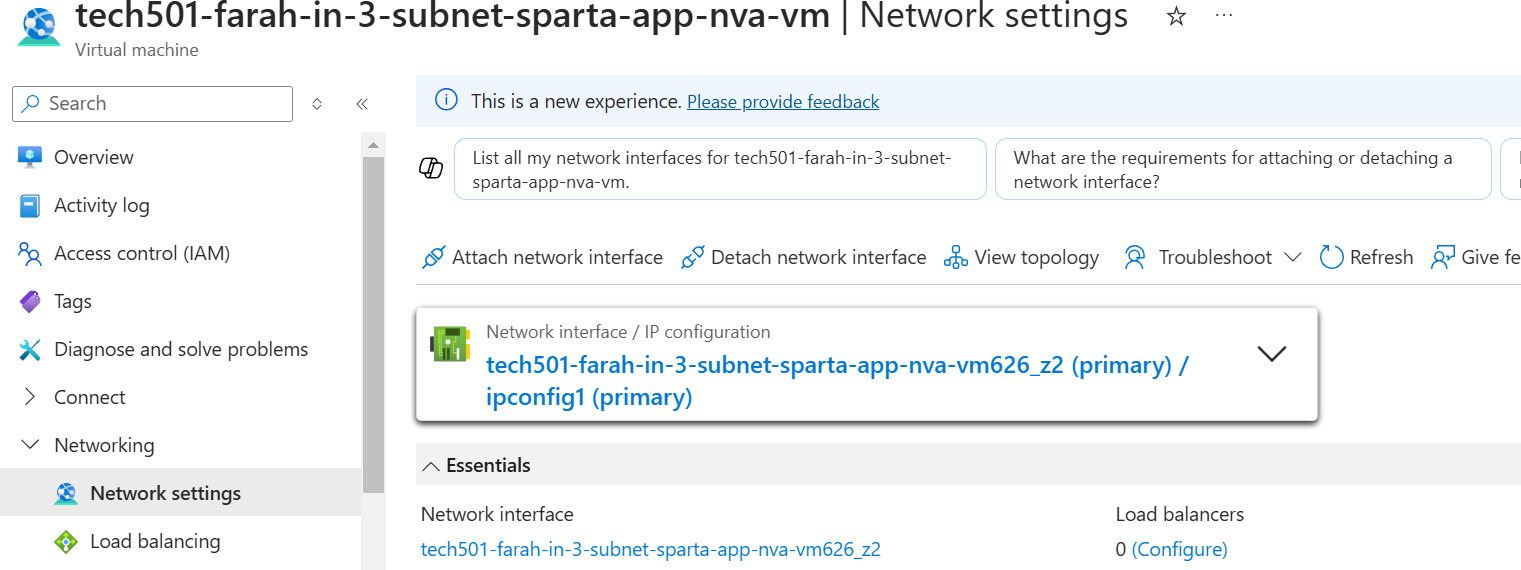 tech501-farah-in-3-subnet-sparta-app-nva-vm | Network settings
Virtual machine
Search
This is a new experience. Please provide feedback
Overview
Activity log
Access control (IAM)
Tags
Diagnose and solve problems
Connect
Networking
Network settings
Load balancing
List all my network interfaces for tech501-farah-in-3-subnet-
sparta-app-nva-vm.
What are the requirements for attaching or detaching a
network interface?
Attach network interface Detach network interface View topology Troubleshoot Refresh Give fe
Network interface / IP configuration
tech501-farah-in-3-subnet-sparta-app-nva-vm626_z2 (primary) /
ipconfig1 (primary)
Essentials
Network interface
tech501-farah-in-3-subnet-sparta-app-nva-vm626_z2
Load balancers
0 (Configure)